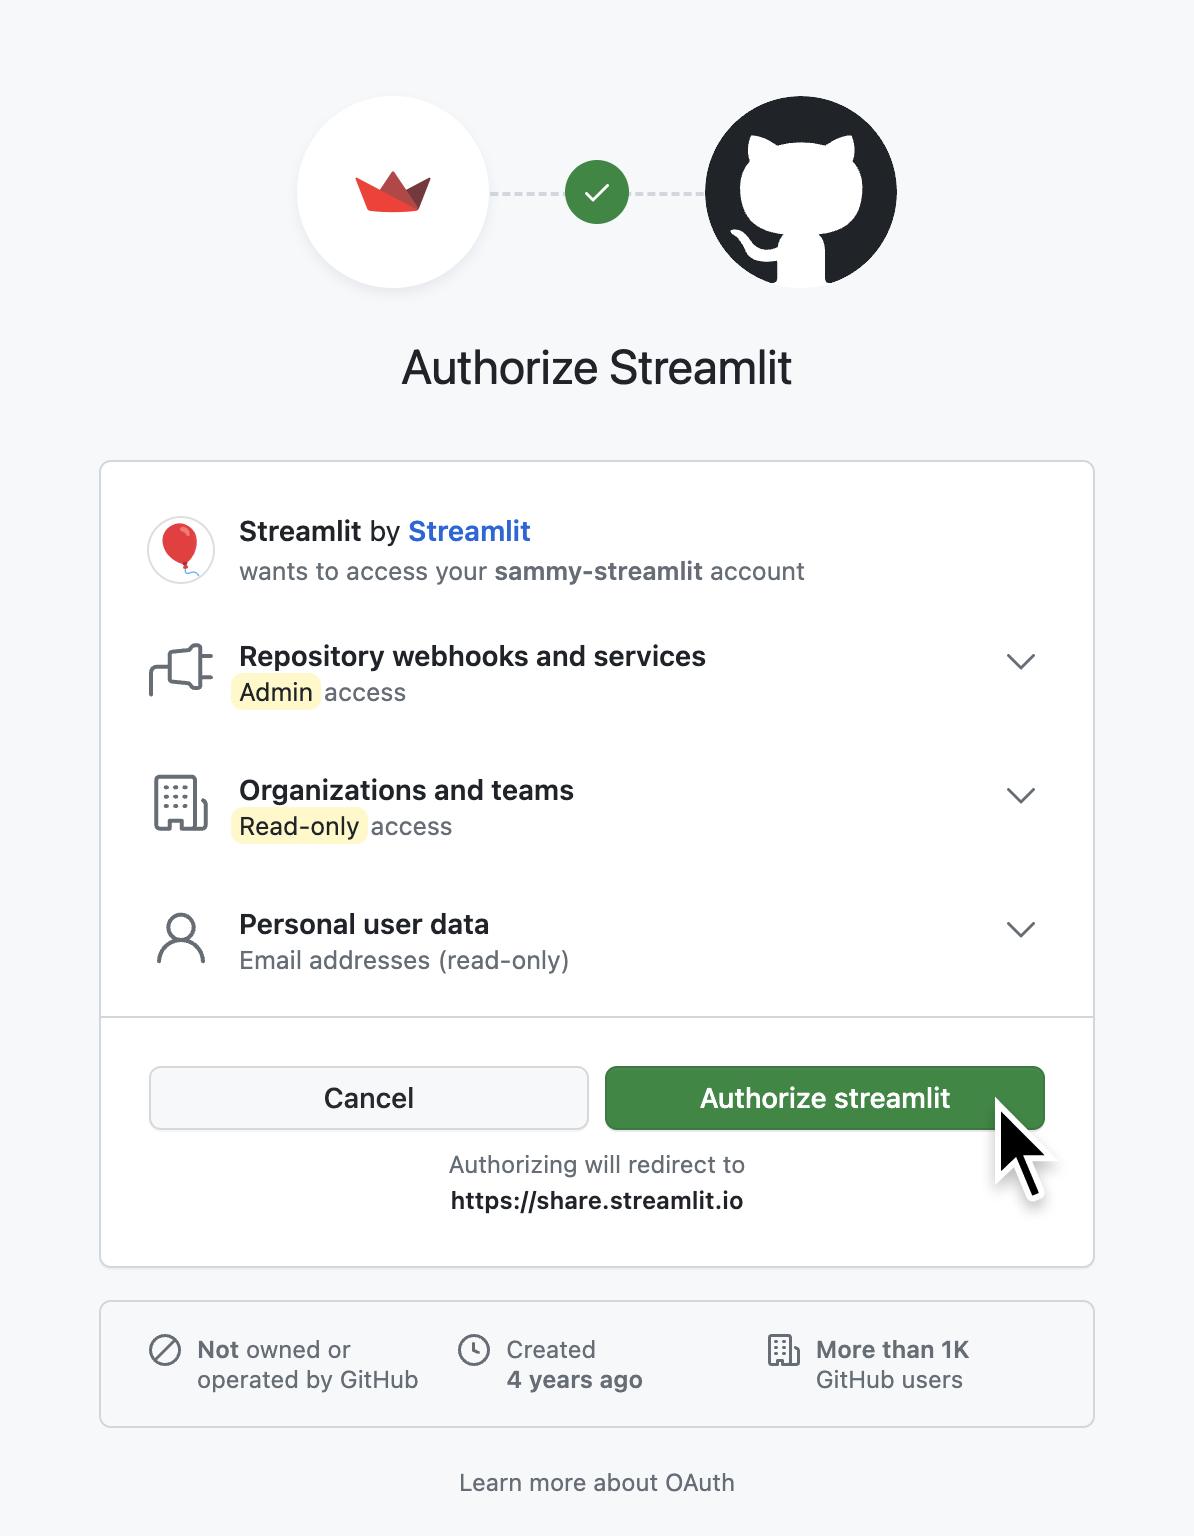 Authorize Streamlit
Streamlit by Streamlit
wants to access your sammy-streamlit account
Repository webhooks and services
Admin access
Organizations and teams
Read-only access
Personal user data
Email addresses (read-only)
Cancel
Authorize streamlit
Authorizing will redirect to
https://share.streamlit.io
Not owned or
operated by GitHub
Created
4 years ago
More than 1K
GitHub users
Learn more about OAuth